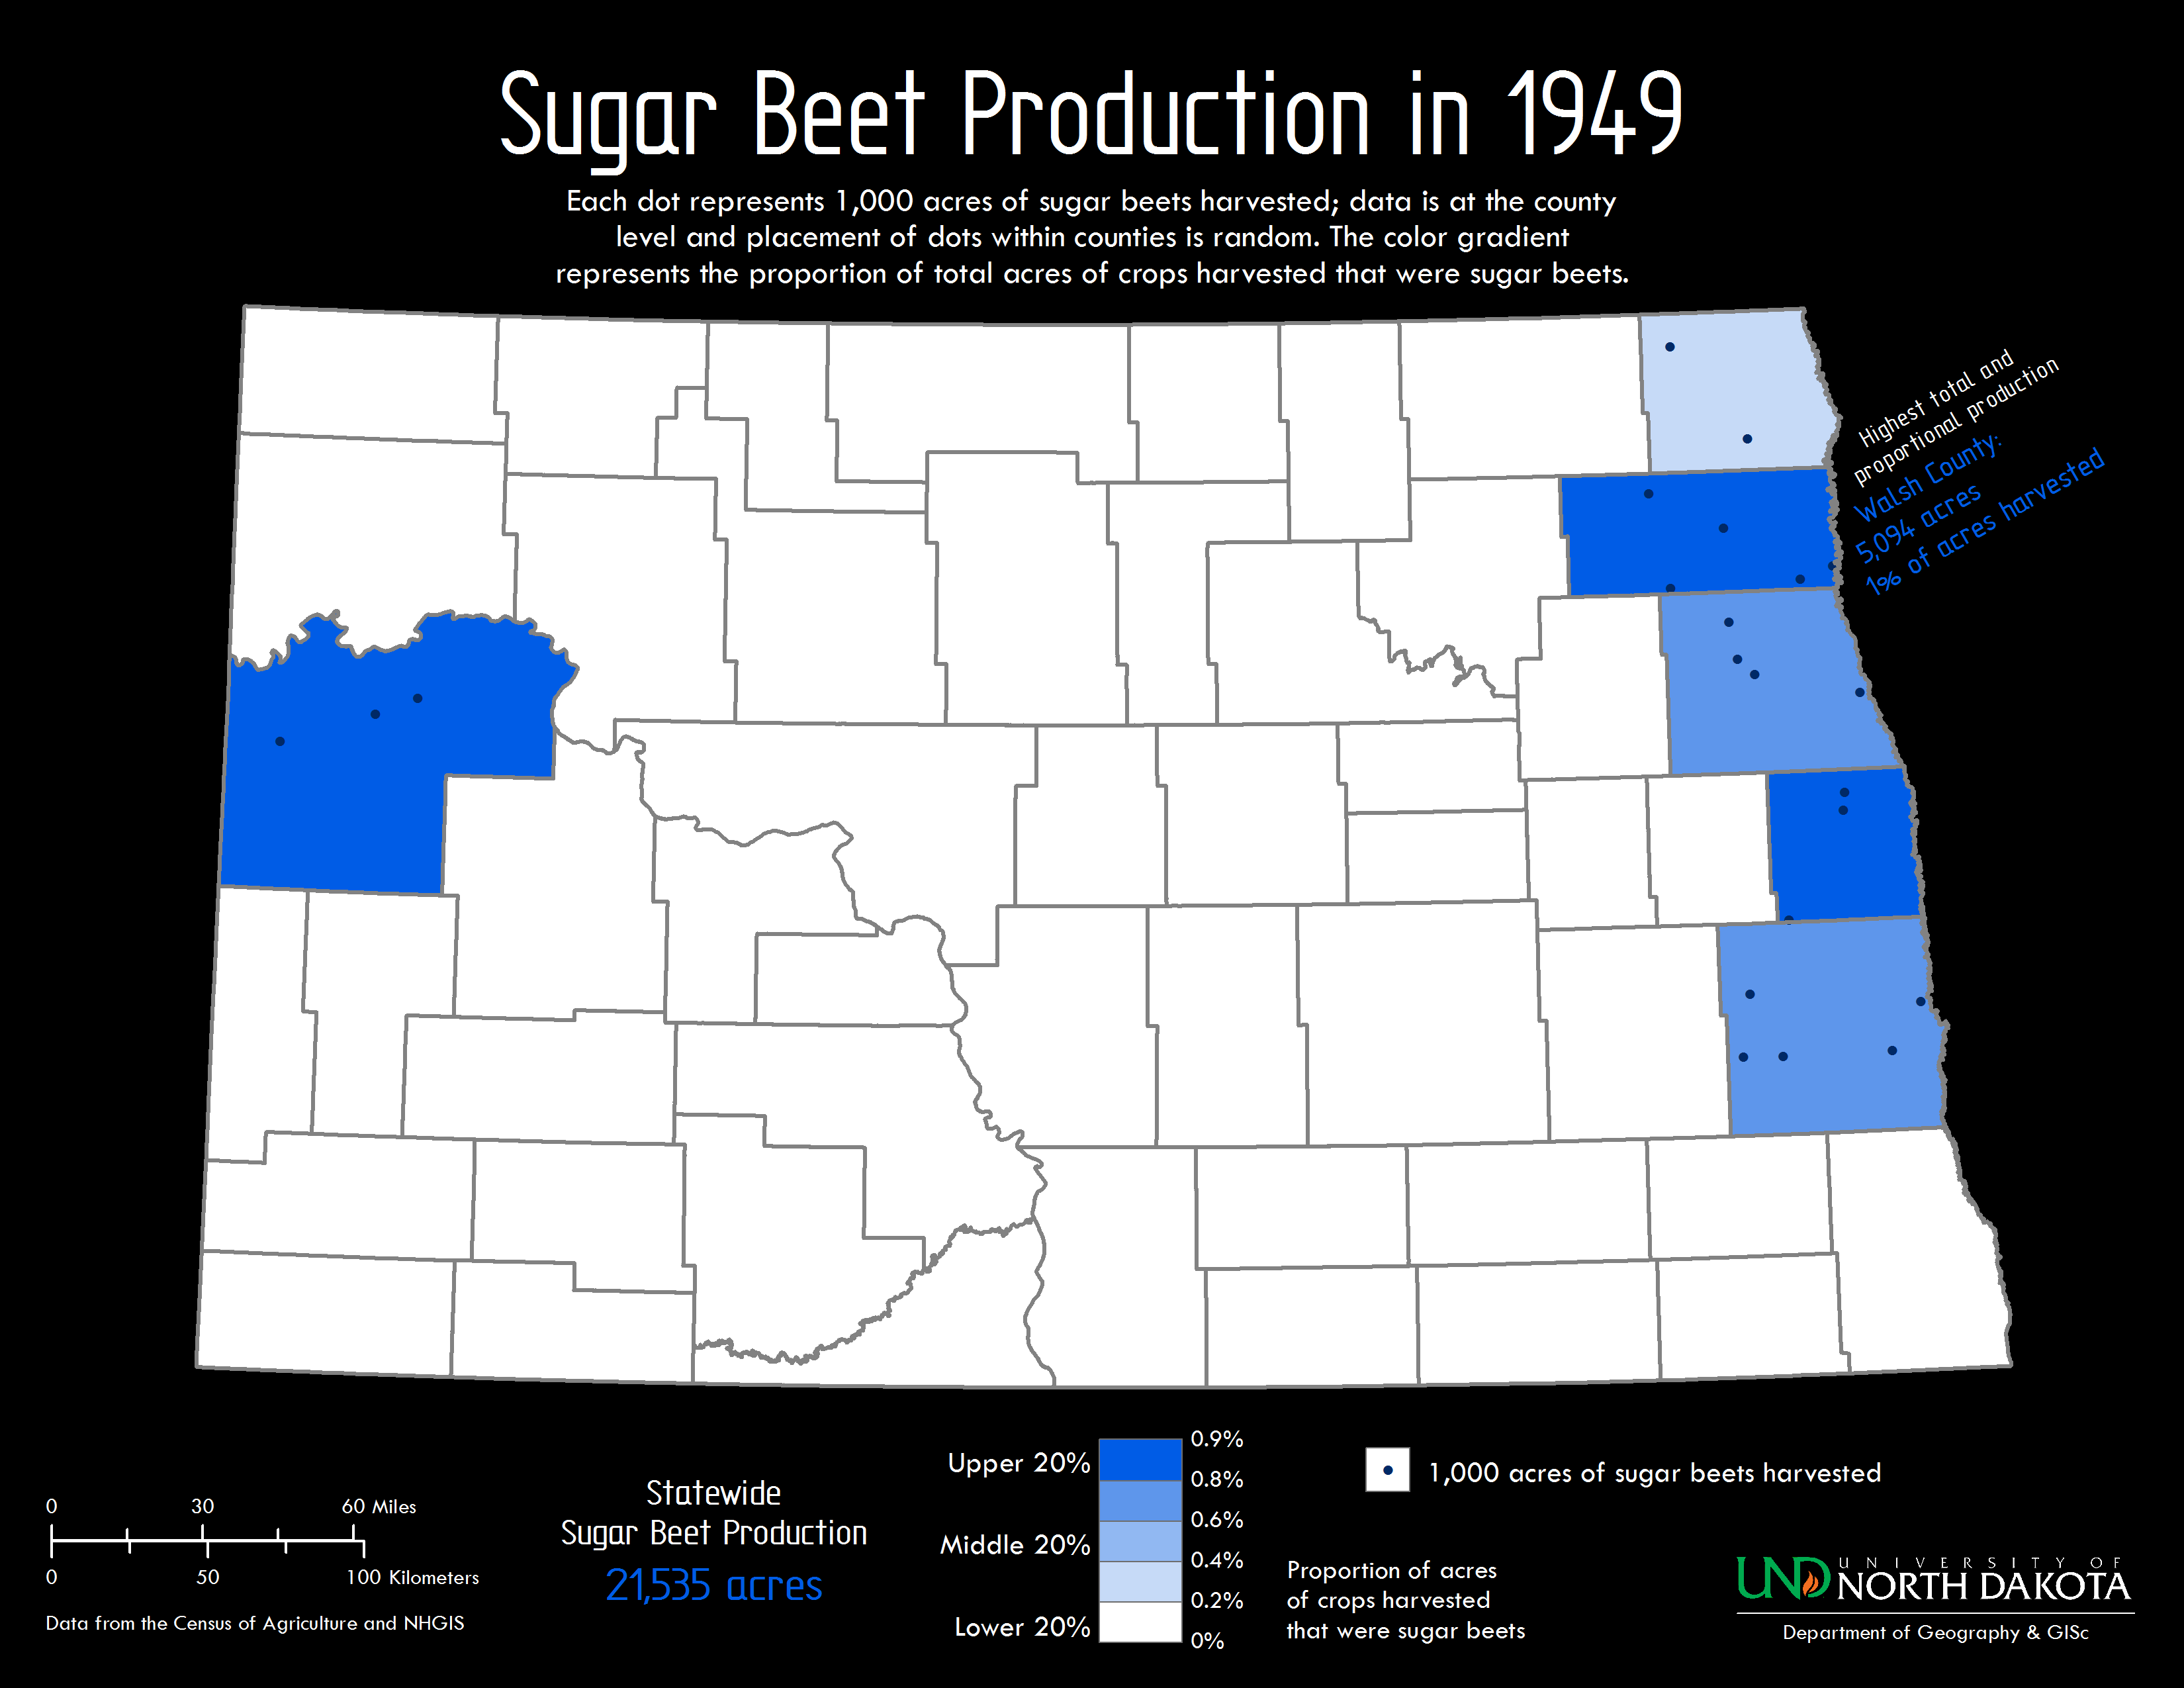 Sugar Beet Production in 1949
Each dot represents 1,000 acres of sugar beets harvested; data is at the county
level and placement of dots within counties is random. The color gradient
represents the proportion of total acres of crops harvested that were sugar beets.
Highest total and
proportional production
Walsh County:
5,094 acres
1% of acres harvested
0 30 60 Miles
0 50 100 Kilometers
Data from the Census of Agriculture and NHGIS
Statewide
Sugar Beet Production
21,535 acres
Upper 20%
Middle 20%
Lower 20%
0.9%
0.8%
0.6%
0.4%
0.2%
0%
1,000 acres of sugar beets harvested
Proportion of acres
of crops harvested
that were sugar beets
UND UNIVERSITY OF
NORTH DAKOTA
Department of Geography & GISc